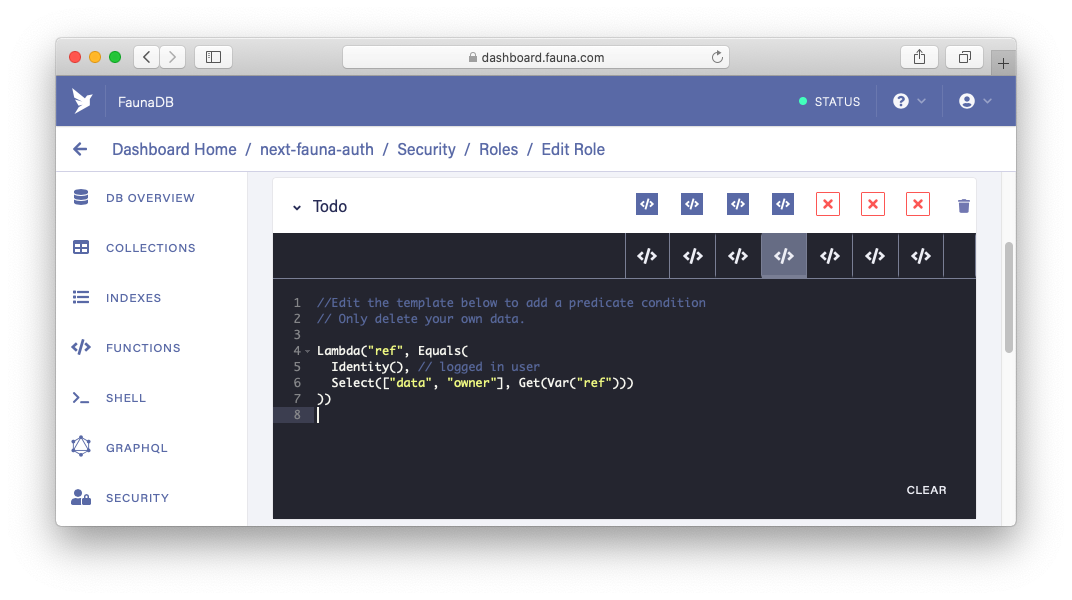 dashboard.fauna.com
FaunaDB
STATUS
Dashboard Home / next-fauna-auth / Security / Roles / Edit Role
DB OVERVIEW
COLLECTIONS
INDEXES
FUNCTIONS
SHELL
GRAPHQL
SECURITY
Todo
1 //Edit the template below to add a predicate condition
2 // Only delete your own data.
3
4 Lambda("ref", Equals(
5 Identity(), // logged in user
6 Select(["data", "owner"], Get(Var("ref")))
7 ))
8
CLEAR